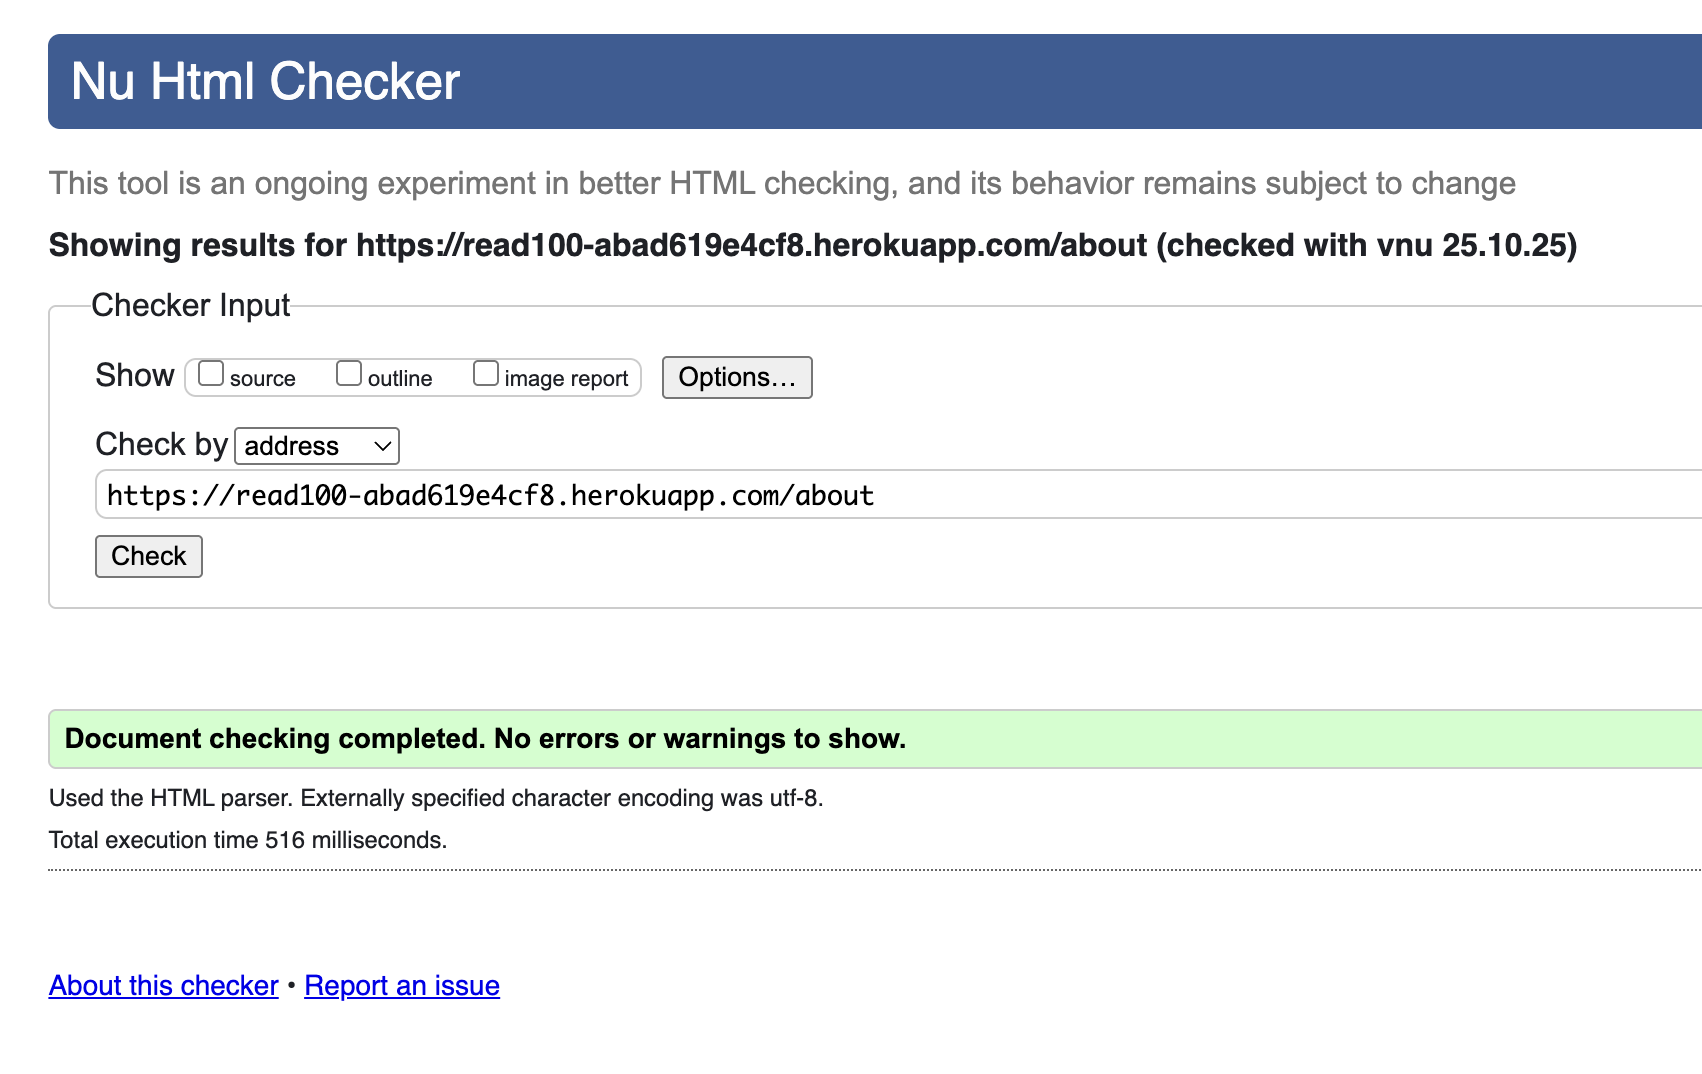 Nu Html Checker
This tool is an ongoing experiment in better HTML checking, and its behavior remains subject to change
Showing results for https://read100-abad619e4cf8.herokuapp.com/about (checked with vnu 25.10.25)
Checker Input
Show source outline image report Options...
Check by address
https://read100-abad619e4cf8.herokuapp.com/about
Check
Document checking completed. No errors or warnings to show.
Used the HTML parser. Externally specified character encoding was utf-8.
Total execution time 516 milliseconds.
About this checker • Report an issue